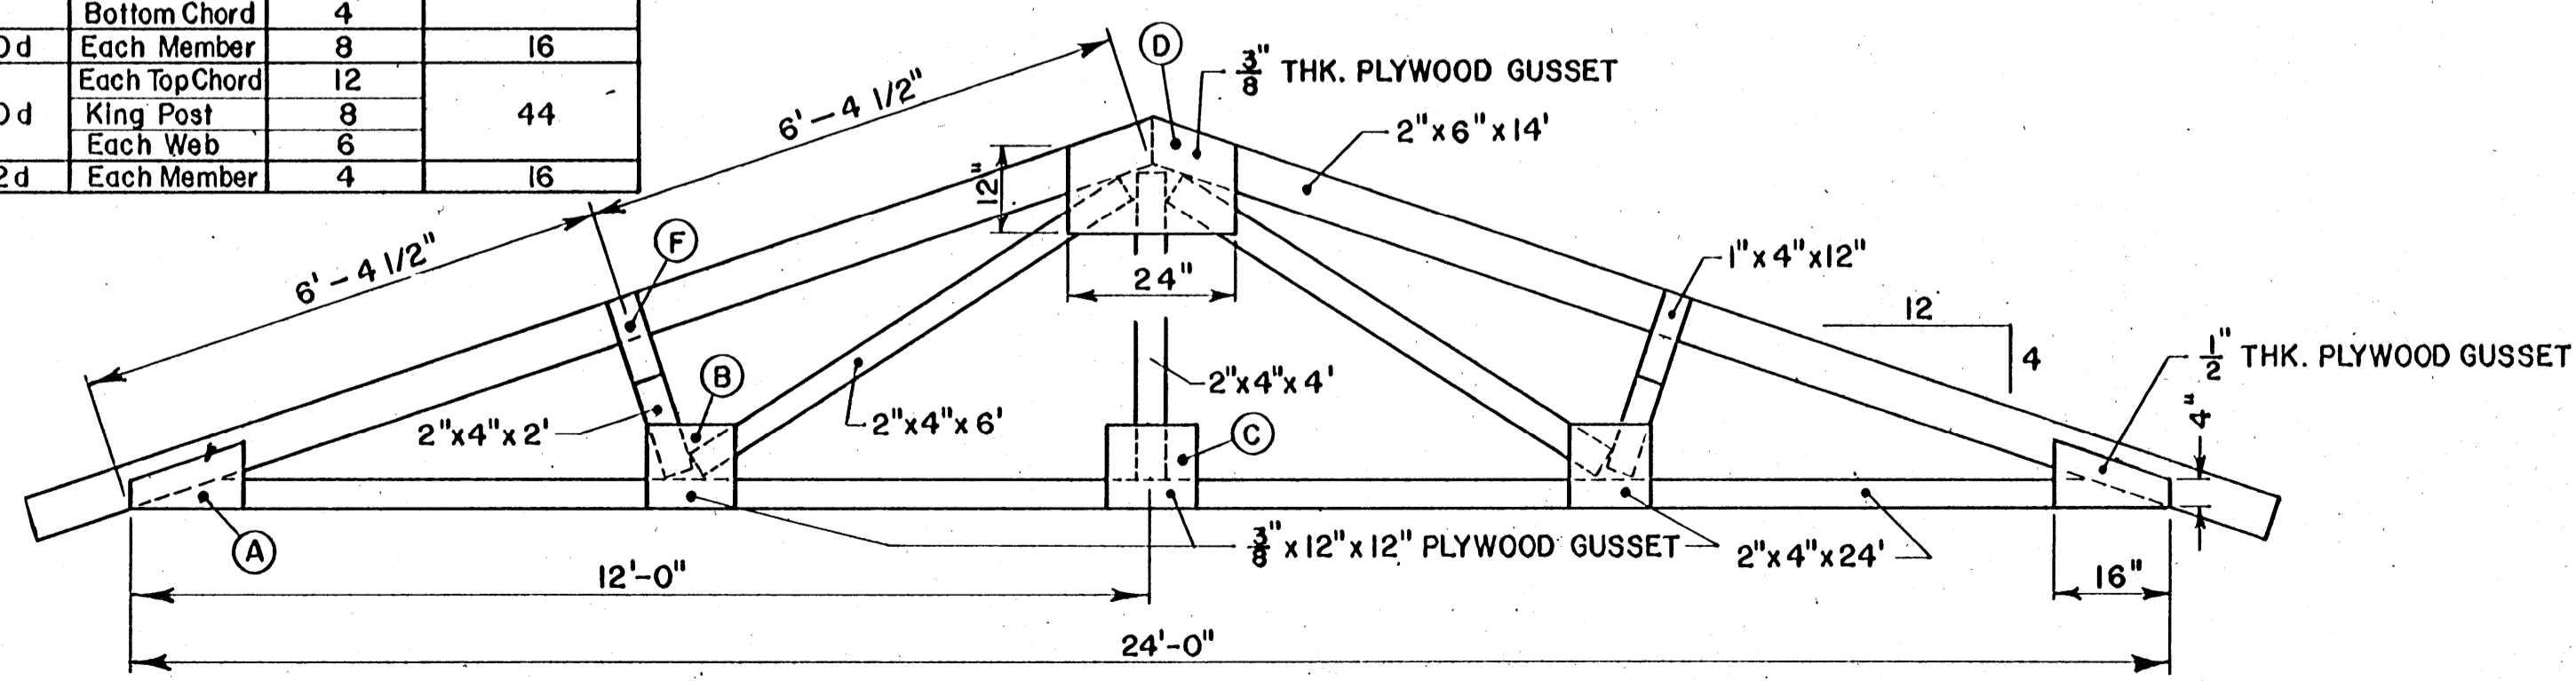 Bottom Chord 4
d Each Member 8 16
Each Top Chord 12
d King Post 8 44
Each Web 6
2d Each Member 4 16
D
3/8" THK. PLYWOOD GUSSET
6'-4 1/2"
2"x6"x14'
12"
6'-4 1/2"
F
24"
1"x4"x12"
12
4
1/2" THK. PLYWOOD GUSSET
B
2"x4"x4'
2"x4"x2'
2"x4"x6'
C
4"
A
3/8"x12"x12" PLYWOOD GUSSET
2"x4"x24'
12'-0"
16"
24'-0"